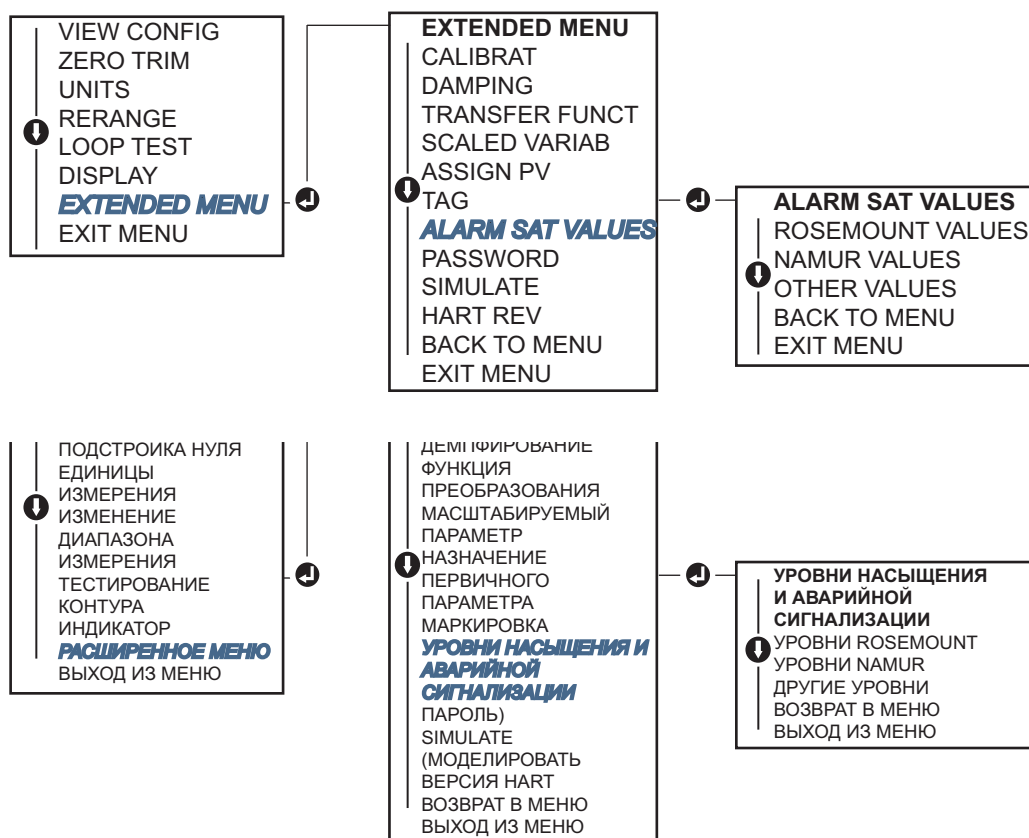 VIEW CONFIG
ZERO TRIM
UNITS
RERANGE
LOOP TEST
DISPLAY
EXTENDED MENU
EXIT MENU
EXTENDED MENU
CALIBRAT
DAMPING
TRANSFER FUNCT
SCALED VARIAB
ASSIGN PV
TAG
ALARM SAT VALUES
PASSWORD
SIMULATE
HART REV
BACK TO MENU
EXIT MENU
ALARM SAT VALUES
ROSEMOUNT VALUES
NAMUR VALUES
OTHER VALUES
BACK TO MENU
EXIT MENU
ПОДСТРОЙКА НУЛЯ
ЕДИНИЦЫ
ИЗМЕРЕНИЯ
ИЗМЕНЕНИЕ
ДИАПАЗОНА
ИЗМЕРЕНИЯ
ТЕСТИРОВАНИЕ
КОНТУРА
ИНДИКАТОР
РАСШИРЕННОЕ МЕНЮ
ВЫХОД ИЗ МЕНЮ
ДЕМПФИРОВАНИЕ
ФУНКЦИЯ
ПРЕОБРАЗОВАНИЯ
МАСШТАБИРУЕМЫЙ
ПАРАМЕТР
НАЗНАЧЕНИЕ
ПЕРВИЧНОГО
ПАРАМЕТРА
МАРКИРОВКА
УРОВНИ НАСЫЩЕНИЯ И
АВАРИЙНОЙ
СИГНАЛИЗАЦИИ
ПАРОЛЬ)
SIMULATE
(МОДЕЛИРОВАТЬ
ВЕРСИЯ HART
ВОЗВРАТ В МЕНЮ
ВЫХОД ИЗ МЕНЮ
УРОВНИ НАСЫЩЕНИЯ
И АВАРИЙНОЙ
СИГНАЛИЗАЦИИ
УРОВНИ ROSEMOUNT
УРОВНИ NAMUR
ДРУГИЕ УРОВНИ
ВОЗВРАТ В МЕНЮ
ВЫХОД ИЗ МЕНЮ